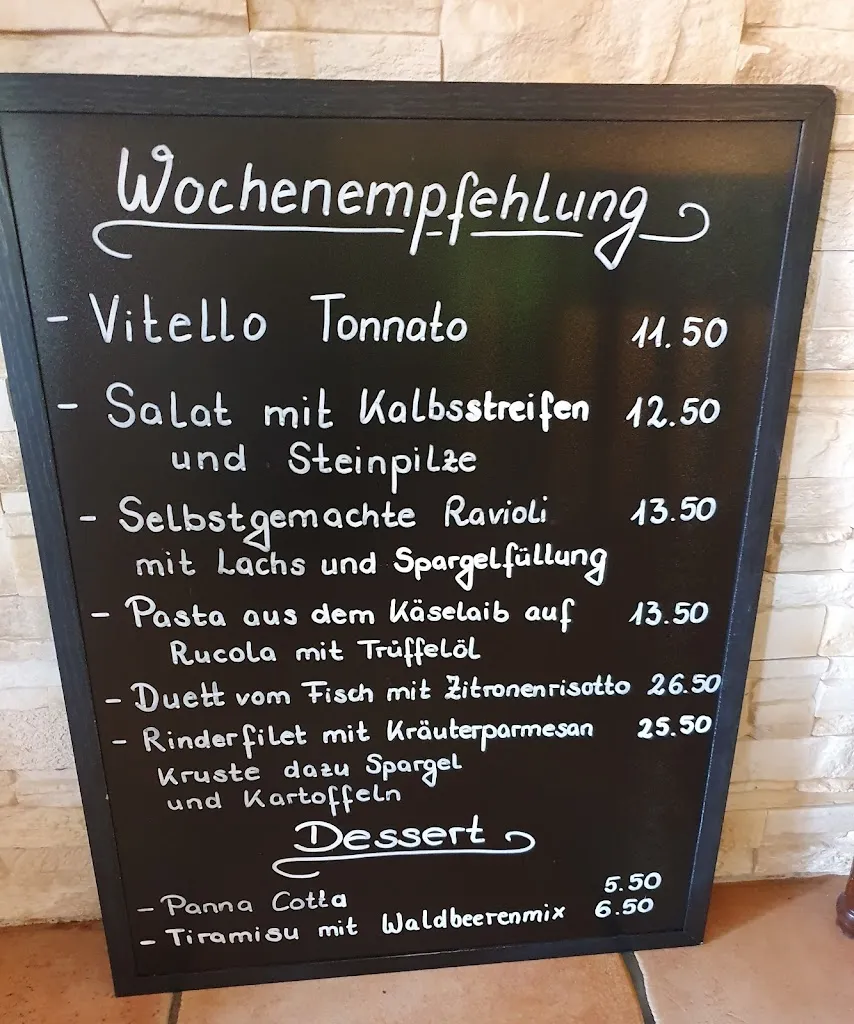 Wochenempfehlung
- Vitello Tonnato 11.50
- Salat mit Kalbsstreifen 12.50
und Steinpilze
- Selbstgemachte Ravioli 13.50
mit Lachs und Spargelfüllung
- Pasta aus dem Käselaib auf 13.50
Rucola mit Trüffelöl
- Duett vom Fisch mit Zitronenrisotto 26.50
- Rinderfilet mit Kräuterparmesan 25.50
Kruste dazu Spargel
und Kartoffeln
Dessert
- Panna Cotta 5.50
- Tiramisu mit Waldbeerenmix 6.50